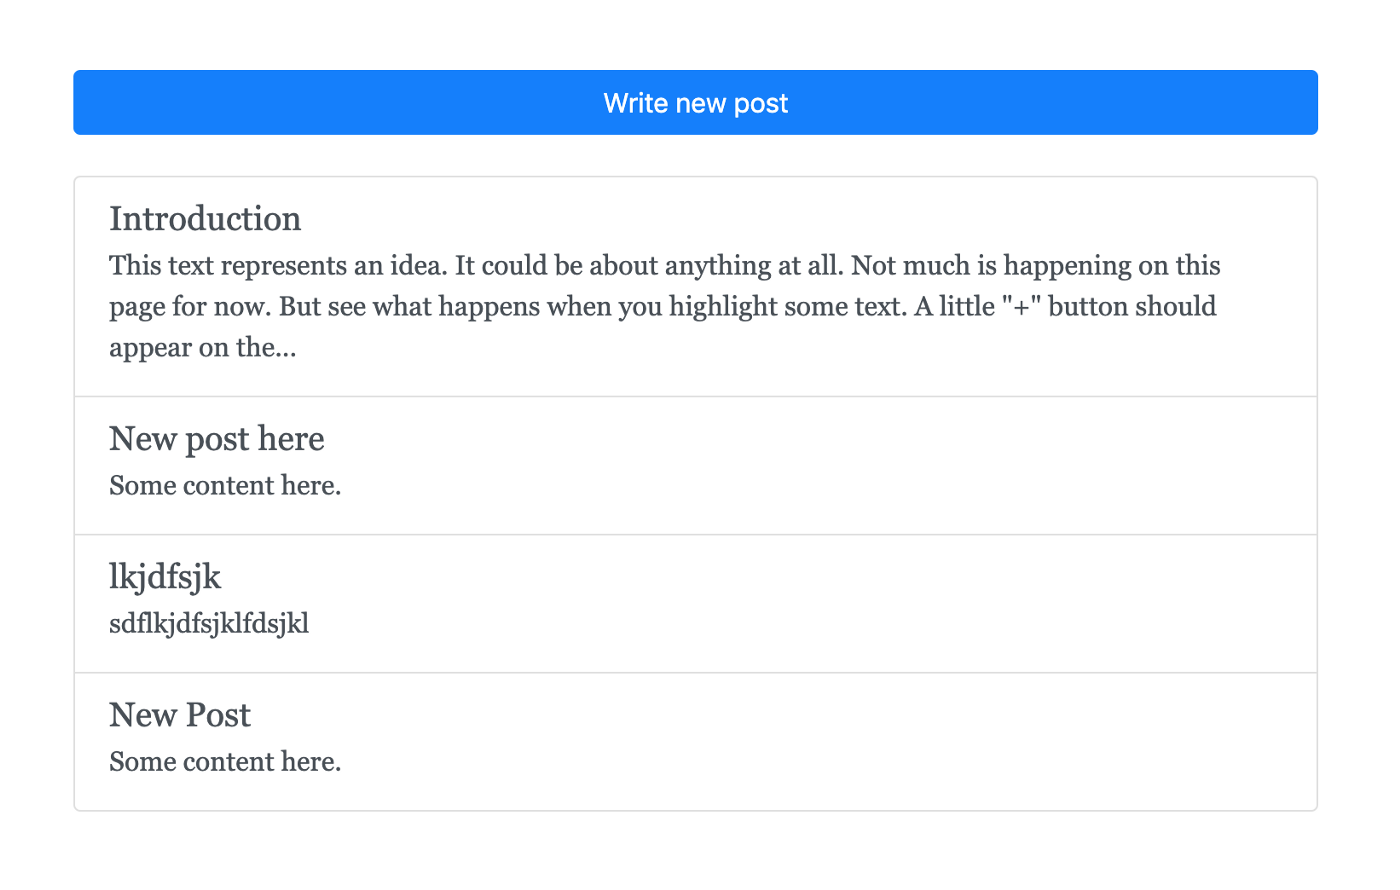 Write new post
Introduction
This text represents an idea. It could be about anything at all. Not much is happening on this
page for now. But see what happens when you highlight some text. A little "+" button should
appear on the...
New post here
Some content here.
lkjdfsjk
sdflkjdfsjklfdsjkl
New Post
Some content here.